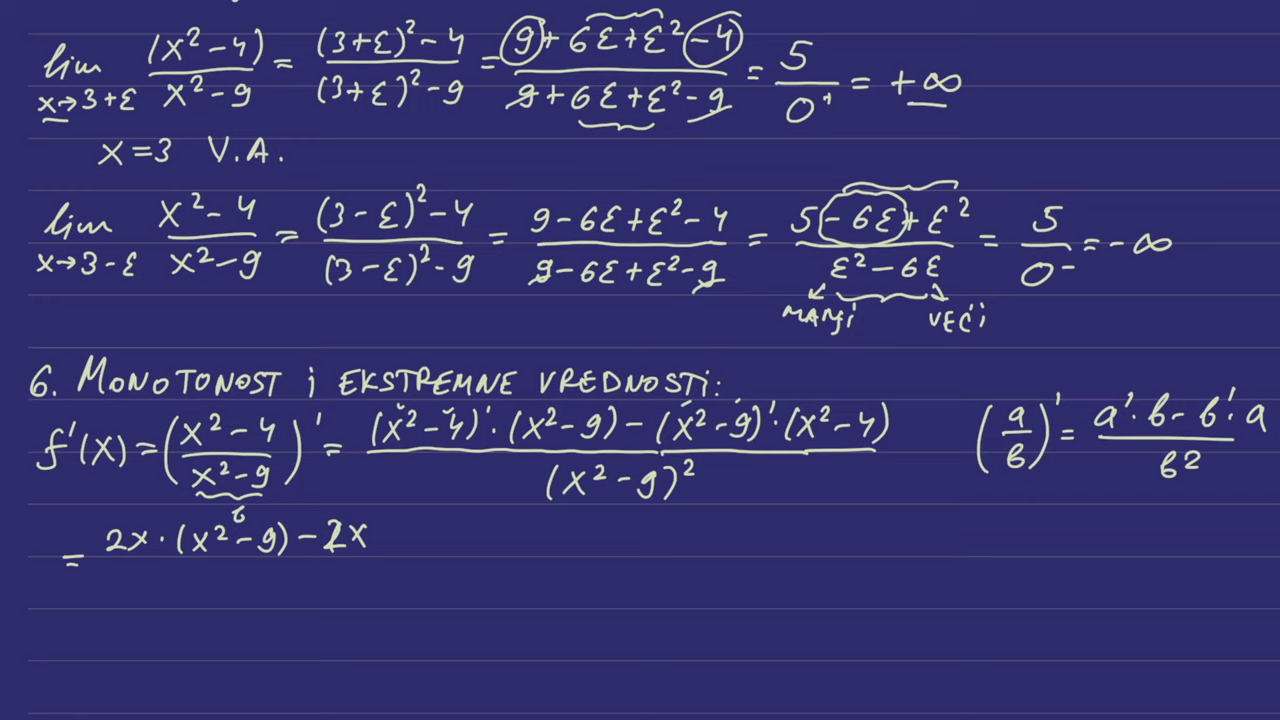 lim x→3+ε (x²-4)/(x²-9) = ((3+ε)²-4)/((3+ε)²-9) = (9+6ε+ε²-4)/(9+6ε+ε²-9) = 5/0⁺ = +∞
x=3 V.A.
lim x→3-ε (x²-4)/(x²-9) = ((3-ε)²-4)/((3-ε)²-9) = (9-6ε+ε²-4)/(9-6ε+ε²-9) = (5-6ε+ε²)/(ε²-6ε) = 5/0⁻ = -∞
MANJI VEĆI
6. MONOTONOST i EKSTREMNE VREDNOSTI:
f'(x) = ((x²-4)/(x²-9))' = ((x²-4)'·(x²-9)-(x²-9)'·(x²-4))/(x²-9)² (a/b)' = (a'·b-b'·a)/b²
b
= 2x·(x²-9)-2x